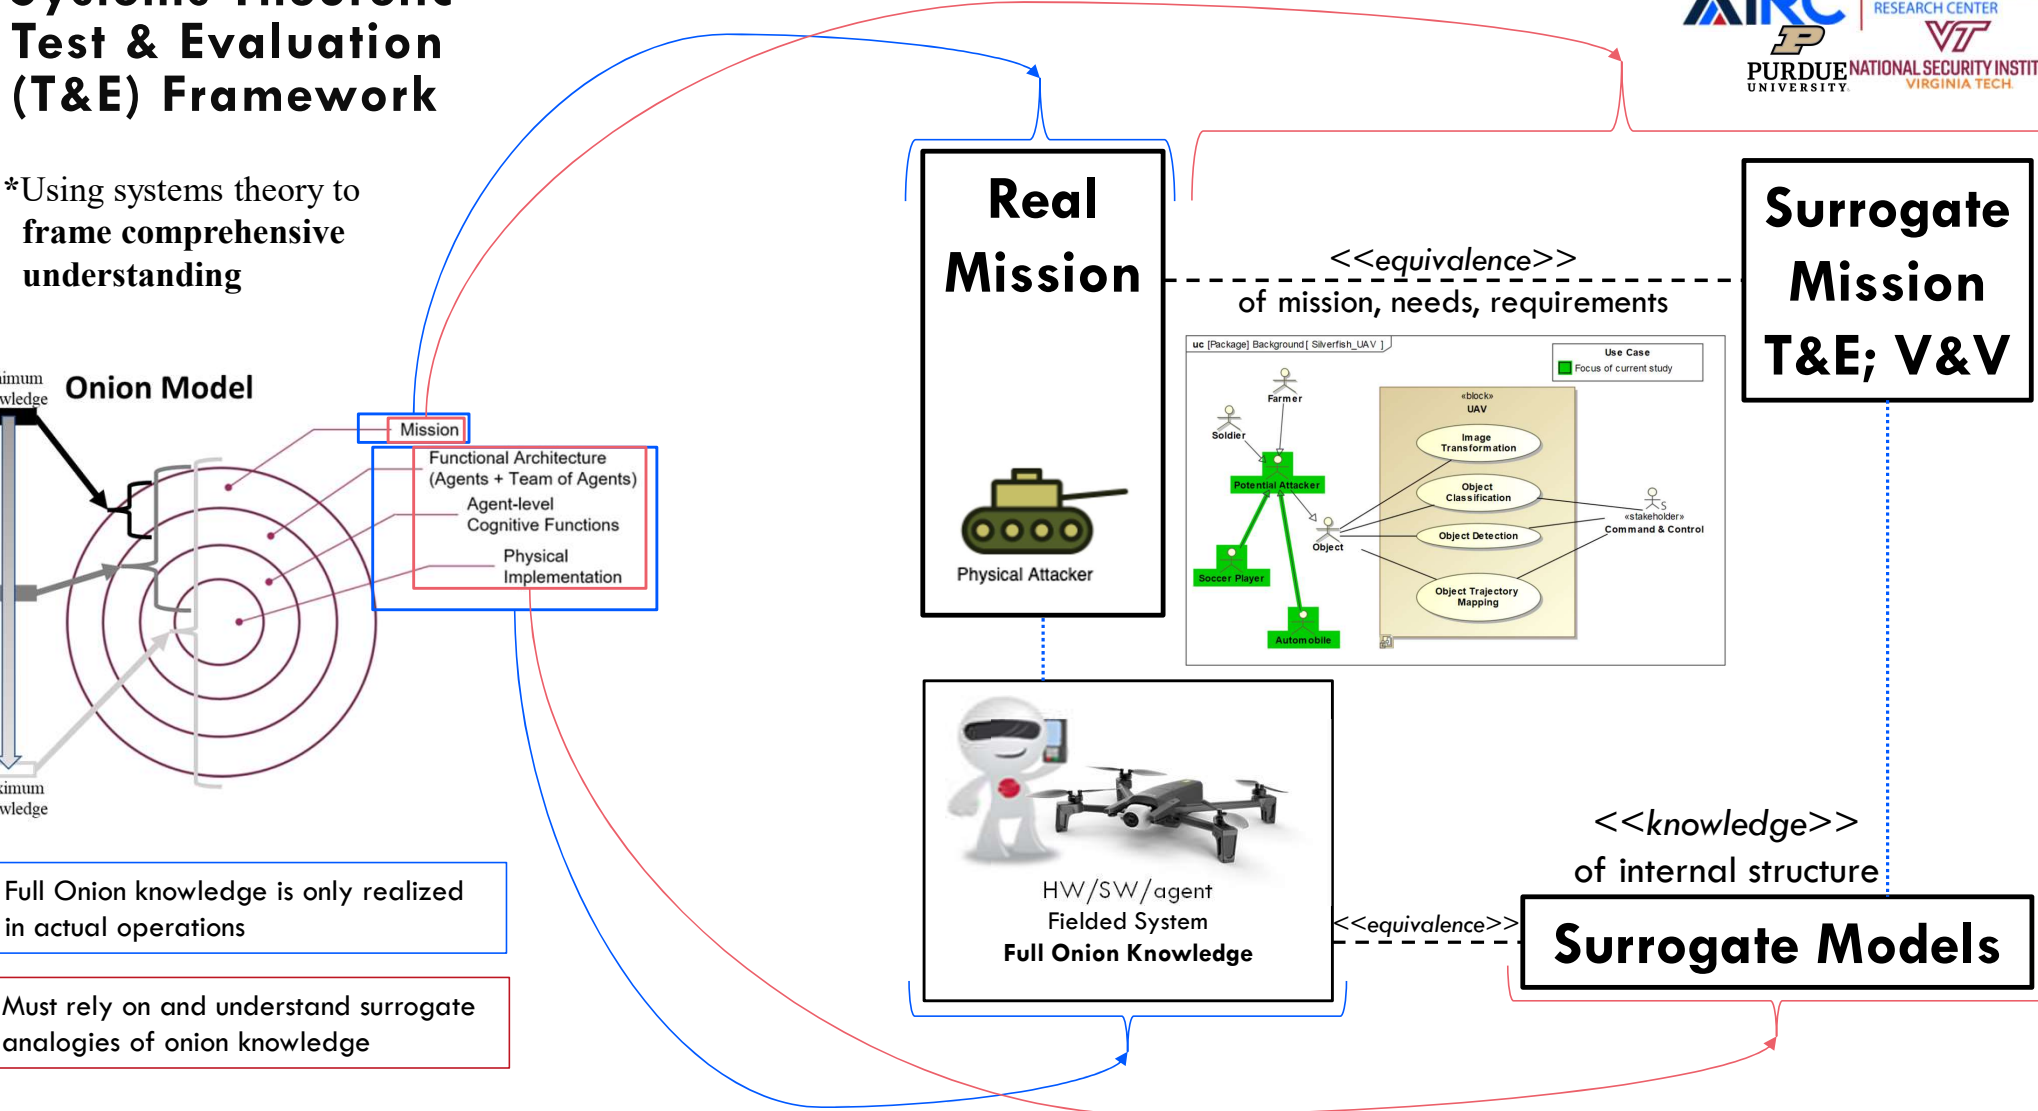 Test & Evaluation
(T&E) Framework
*Using systems theory to
frame comprehensive
understanding
Onion Model
Mission
Functional Architecture
(Agents + Team of Agents)
Agent-level
Cognitive Functions
Physical
Implementation
Full Onion knowledge is only realized
in actual operations
Must rely on and understand surrogate
analogies of onion knowledge
Real
Mission
Physical Attacker
<<equivalence>>
of mission, needs, requirements
uc [Package] Background [ Silverfish_UAV ]
Use Case
Focus of current study
Farmer
Soldier
Potential Attacker
Soccer Player
Automobile
Object
«block»
UAV
Image
Transformation
Object
Classification
Object Detection
Object Trajectory
Mapping
S
«stakeholder»
Command & Control
HW/SW/agent
Fielded System
Full Onion Knowledge
<<equivalence>>
Surrogate
Mission
T&E; V&V
<<knowledge>>
of internal structure
Surrogate Models
AIRC
RESEARCH CENTER
P
PURDUE
UNIVERSITY
VT
NATIONAL SECURITY
VIRGINIA TECH